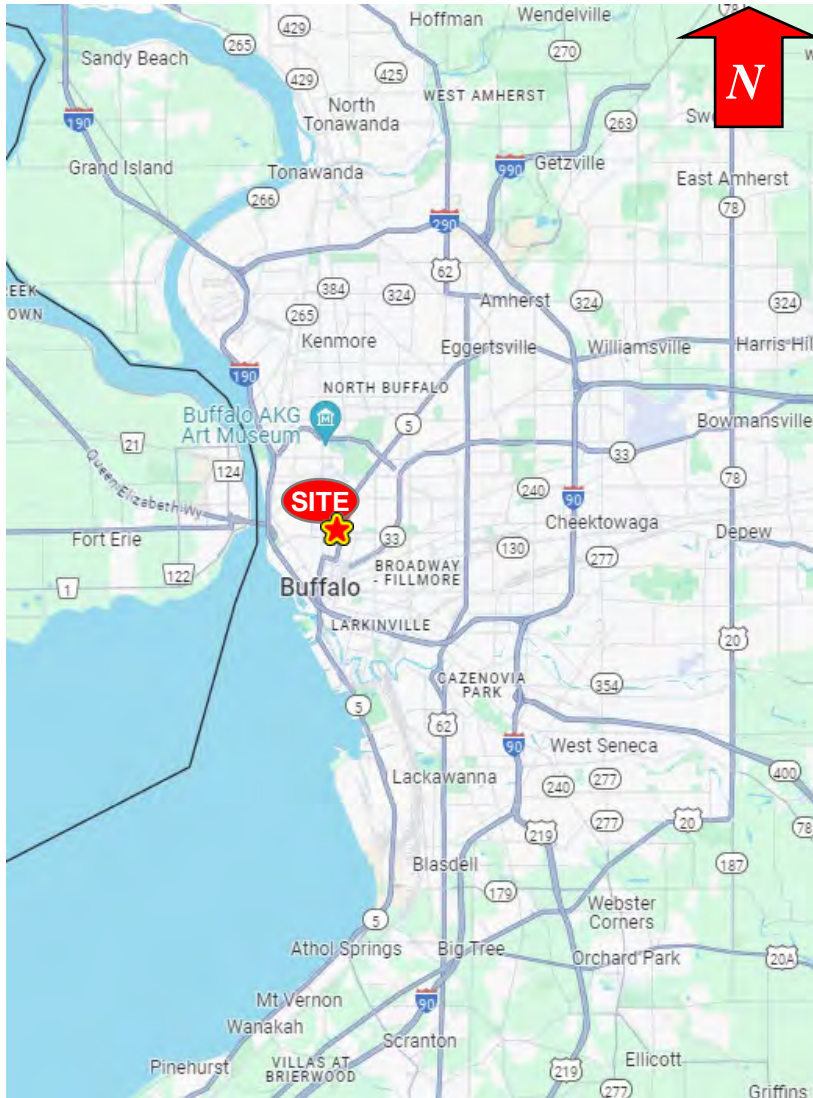 Hoffman
Wendelville
78
429
265
270
Sandy Beach
425
429
WEST AMHERST
N
North
Tonawanda
190
263
Grand Island
Tonawanda
990
Getzville
East Amherst
266
78
290
62
384
324
Amherst
324
324
265
Kenmore
Eggertsville
Williamsville
190
NORTH BUFFALO
Buffalo AKG
Art Museum
5
Bowmansville
21
33
124
78
Queen Elizabeth Wy
SITE
240
90
Cheektowaga
Fort Erie
33
130
Depew
277
122
BROADWAY
- FILLMORE
1
Buffalo
LARKINVILLE
20
CAZENOVIA
PARK
354
5
62
90
West Seneca
400
Lackawanna
240
277
277
20
78
219
Blasdell
187
179
Webster
Corners
5
Athol Springs
Big Tree
Orchard Park
20A
Mt Vernon
90
Wanakah
Scranton
Pinehurst
VILLAS AT
BRIERWOOD
219
Ellicott
277
Griffins